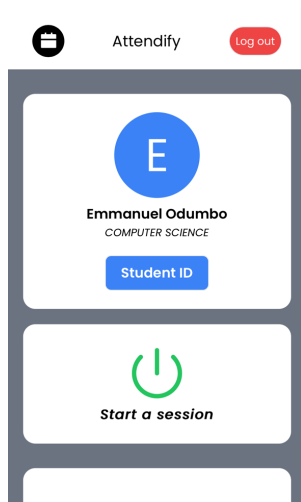 Attendify
Log out
E
Emmanuel Odumbo
COMPUTER SCIENCE
Student ID
Start a session